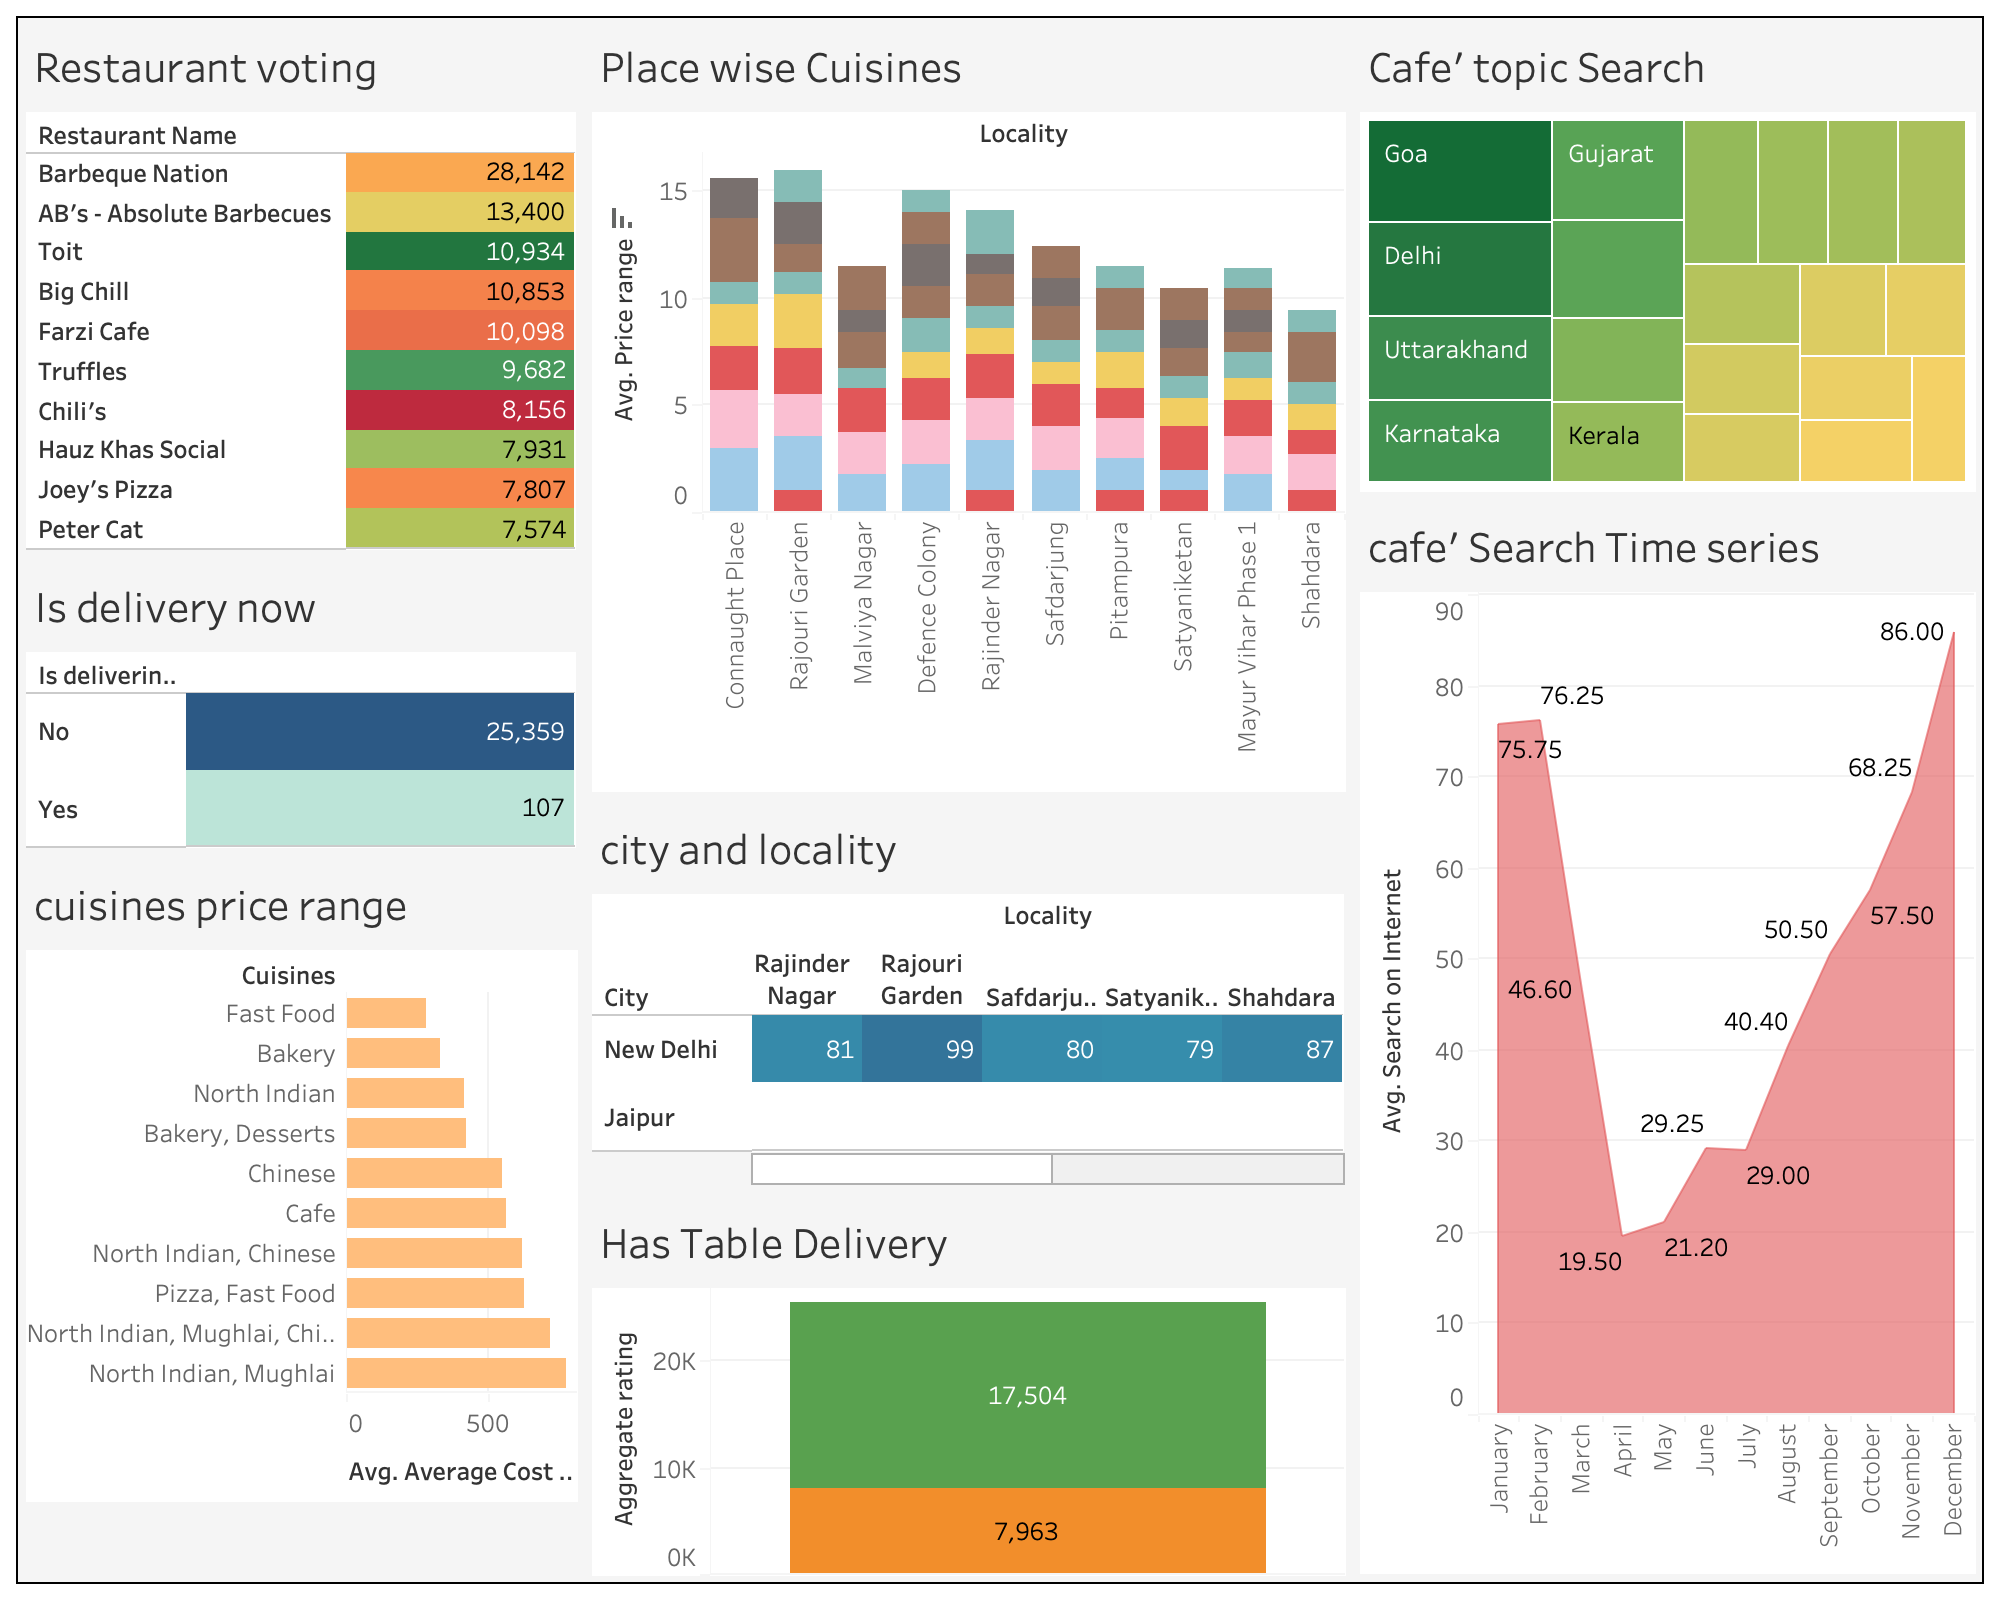 Restaurant voting
Restaurant Name
Barbeque Nation 28,142
AB's - Absolute Barbecues 13,400
Toit 10,934
Big Chill 10,853
Farzi Cafe 10,098
Truffles 9,682
Chili's 8,156
Hauz Khas Social 7,931
Joey's Pizza 7,807
Peter Cat 7,574
Is delivery now
Is deliverin..
No 25,359
Yes 107
cuisines price range
Cuisines
Fast Food
Bakery
North Indian
Bakery, Desserts
Chinese
Cafe
North Indian, Chinese
Pizza, Fast Food
North Indian, Mughlai, Chi..
North Indian, Mughlai
0 500
Avg. Average Cost ..
Place wise Cuisines
Locality
Avg. Price range
15
10
5
0
Connaught Place
Rajouri Garden
Malviya Nagar
Defence Colony
Rajinder Nagar
Safdarjung
Pitampura
Satyaniketan
Mayur Vihar Phase 1
Shahdara
city and locality
Locality
City Rajinder Nagar Rajouri Garden Safdarju.. Satyanik.. Shahdara
New Delhi 81 99 80 79 87
Jaipur
Has Table Delivery
Aggregate rating
20K
10K
0K
17,504
7,963
Cafe' topic Search
Goa
Delhi
Uttarakhand
Karnataka
Gujarat
Kerala
cafe' Search Time series
Avg. Search on Internet
90
80
70
60
50
40
30
20
10
0
75.75
76.25
46.60
19.50
21.20
29.25
29.00
40.40
50.50
57.50
68.25
86.00
January
February
March
April
May
June
July
August
September
October
November
December